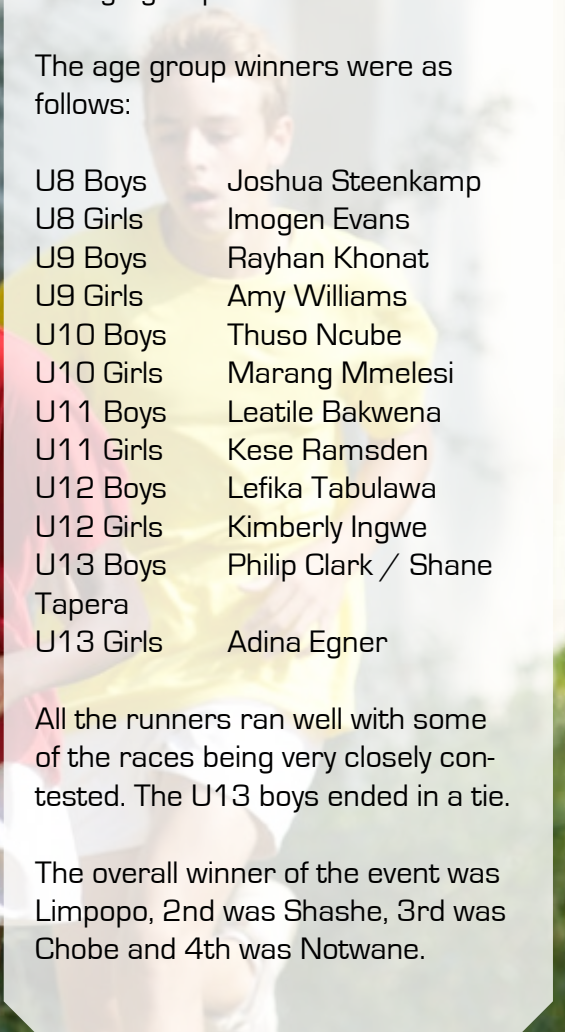 The age group winners were as
follows:
U8 Boys Joshua Steenkamp
U8 Girls Imogen Evans
U9 Boys Rayhan Khonat
U9 Girls Amy Williams
U10 Boys Thuso Ncube
U10 Girls Marang Mmelesi
U11 Boys Leatile Bakwena
U11 Girls Kese Ramsden
U12 Boys Lefika Tabulawa
U12 Girls Kimberly Ingwe
U13 Boys Philip Clark / Shane
Tapera
U13 Girls Adina Egner
All the runners ran well with some
of the races being very closely con-
tested. The U13 boys ended in a tie.
The overall winner of the event was
Limpopo, 2nd was Shashe, 3rd was
Chobe and 4th was Notwane.